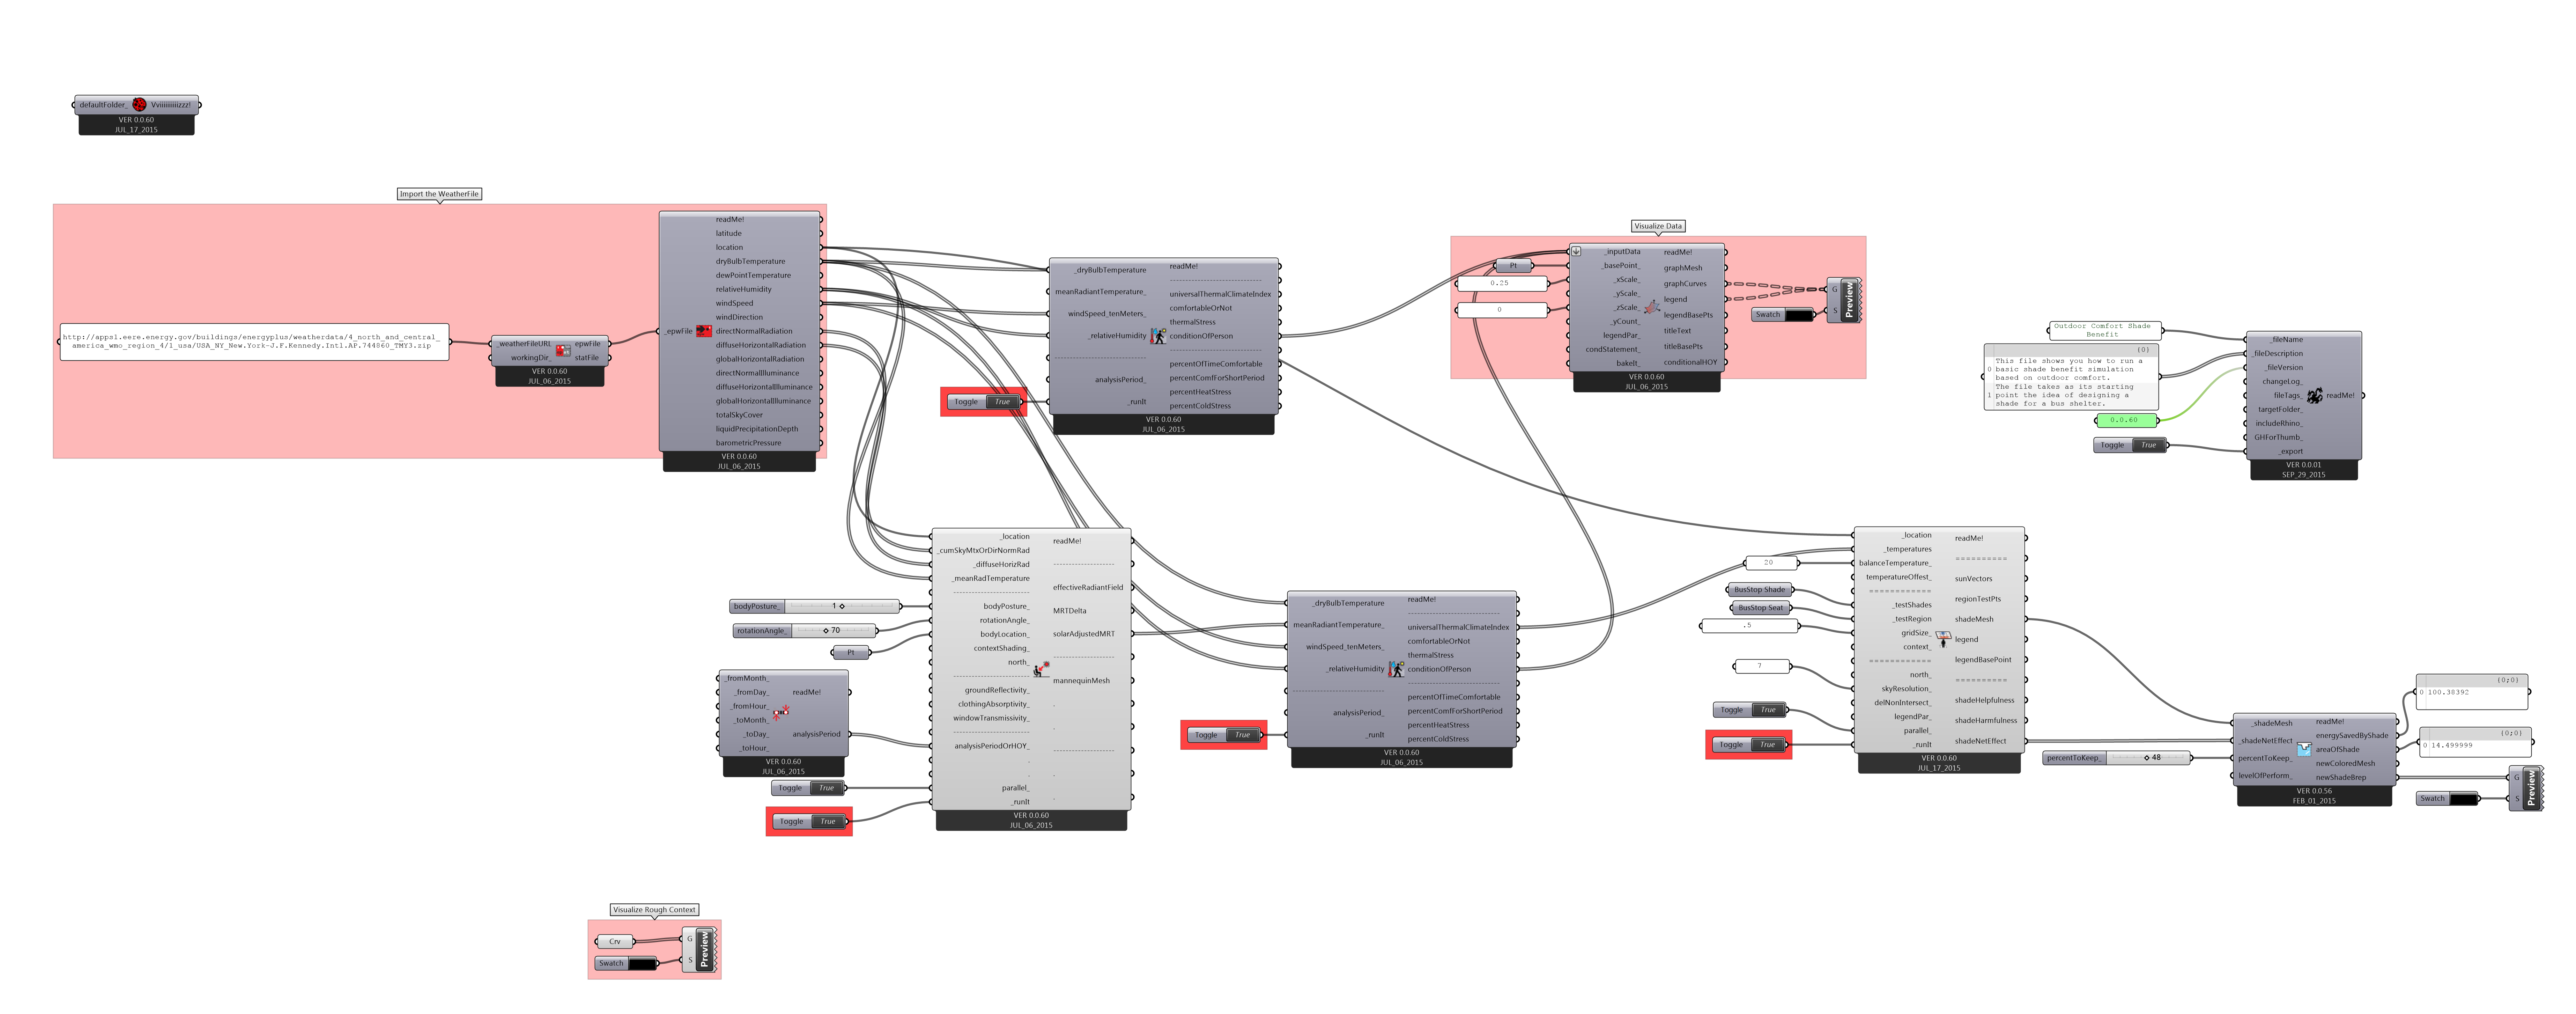 defaultFolder_ Vviiiiiiiiizzz!
VER 0.0.60
JUL_17_2015
Import the WeatherFile
http://apps1.eere.energy.gov/buildings/energyplus/weatherdata/4_north_and_central_
america_wmo_region_4/1_usa/USA_NY_New.York-J.F.Kennedy.Intl.AP.744860_TMY3.zip
_weatherFileURL epwFile
workingDir_ statFile
VER 0.0.60
JUL_06_2015
_epwFile
readMe!
latitude
location
dryBulbTemperature
dewPointTemperature
relativeHumidity
windSpeed
windDirection
directNormalRadiation
diffuseHorizontalRadiation
globalHorizontalRadiation
directNormalIlluminance
diffuseHorizontalIlluminance
globalHorizontalIlluminance
totalSkyCover
liquidPrecipitationDepth
barometricPressure
VER 0.0.60
JUL_06_2015
Toggle True
_dryBulbTemperature
meanRadiantTemperature_
windSpeed_tenMeters_
_relativeHumidity
analysisPeriod_
_runIt
readMe!
universalThermalClimateIndex
comfortableOrNot
thermalStress
conditionOfPerson
percentOfTimeComfortable
percentComfForShortPeriod
percentHeatStress
percentColdStress
VER 0.0.60
JUL_06_2015
Visualize Data
Pt
0.25
0
_inputData
_basePoint_
_xScale_
_yScale_
_zScale_
_yCount_
legendPar_
condStatement_
bakeIt_
readMe!
graphMesh
graphCurves
legend
legendBasePts
titleText
titleBasePts
conditionalHOY
VER 0.0.60
JUL_06_2015
Swatch
G
S
Preview
Outdoor Comfort Shade
Benefit
{0}
0 This file shows you how to run a
basic shade benefit simulation
based on outdoor comfort.
1 The file takes as its starting
point the idea of designing a
shade for a bus shelter.
0.0.60
Toggle True
_fileName
_fileDescription
_fileVersion
changeLog_
fileTags_
targetFolder_
includeRhino_
GHForThumb_
_export
readMe!
VER 0.0.01
SEP_29_2015
bodyPosture_ 1
rotationAngle_ 70
Pt
_fromMonth_
_fromDay_
_fromHour_
_toMonth_
_toDay_
_toHour_
readMe!
analysisPeriod
VER 0.0.60
JUL_06_2015
Toggle True
Toggle True
_location
_cumSkyMtxOrDirNormRad
_diffuseHorizRad
_meanRadTemperature
bodyPosture_
rotationAngle_
bodyLocation_
contextShading_
north_
groundReflectivity_
clothingAbsorptivity_
windowTransmissivity_
analysisPeriodOrHOY_
parallel_
_runIt
readMe!
effectiveRadiantField
MRTDelta
solarAdjustedMRT
mannequinMesh
VER 0.0.60
JUL_06_2015
Toggle True
_dryBulbTemperature
meanRadiantTemperature_
windSpeed_tenMeters_
_relativeHumidity
analysisPeriod_
_runIt
readMe!
universalThermalClimateIndex
comfortableOrNot
thermalStress
conditionOfPerson
percentOfTimeComfortable
percentComfForShortPeriod
percentHeatStress
percentColdStress
VER 0.0.60
JUL_06_2015
20
BusStop Shade
BusStop Seat
.5
7
Toggle True
Toggle True
_location
_temperatures
balanceTemperature_
temperatureOffest_
===========
_testShades
_testRegion
gridSize_
context_
===========
north_
skyResolution_
delNonIntersect_
legendPar_
parallel_
_runIt
readMe!
==========
sunVectors
regionTestPts
shadeMesh
legend
legendBasePoint
==========
shadeHelpfulness
shadeHarmfulness
shadeNetEffect
VER 0.0.60
JUL_17_2015
percentToKeep_ 48
_shadeMesh
_shadeNetEffect
percentToKeep_
levelOfPerform_
readMe!
energySavedByShade
areaOfShade
newColoredMesh
newShadeBrep
VER 0.0.56
FEB_01_2015
{0;0}
0 100.38392
{0;0}
0 14.499999
Swatch
G
S
Preview
Visualize Rough Context
Crv
Swatch
G
S
Preview